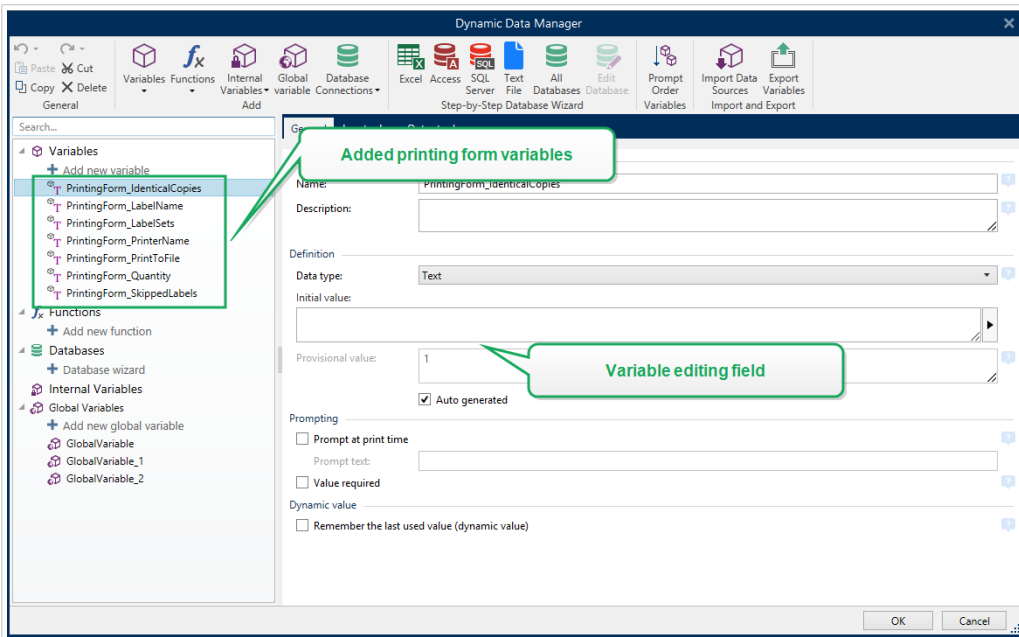 Dynamic Data Manager
Paste Cut
Copy Delete
General
Variables Functions Internal Variables Global variable Database Connections
Add
Excel Access SQL Server Text File All Databases Edit Database
Step-by-Step Database Wizard
Prompt Order
Variables
Import Data Sources Export Variables
Import and Export
Search...
Variables
Add new variable
PrintingForm_IdenticalCopies
PrintingForm_LabelName
PrintingForm_LabelSets
PrintingForm_PrinterName
PrintingForm_PrintToFile
PrintingForm_Quantity
PrintingForm_SkippedLabels
Functions
Add new function
Databases
Database wizard
Internal Variables
Global Variables
Add new global variable
GlobalVariable
GlobalVariable_1
GlobalVariable_2
Added printing form variables
Name: PrintingForm_IdenticalCopies
Description:
Definition
Data type: Text
Initial value:
Provisional value: 1
Variable editing field
Auto generated
Prompting
Prompt at print time
Prompt text:
Value required
Dynamic value
Remember the last used value (dynamic value)
OK Cancel